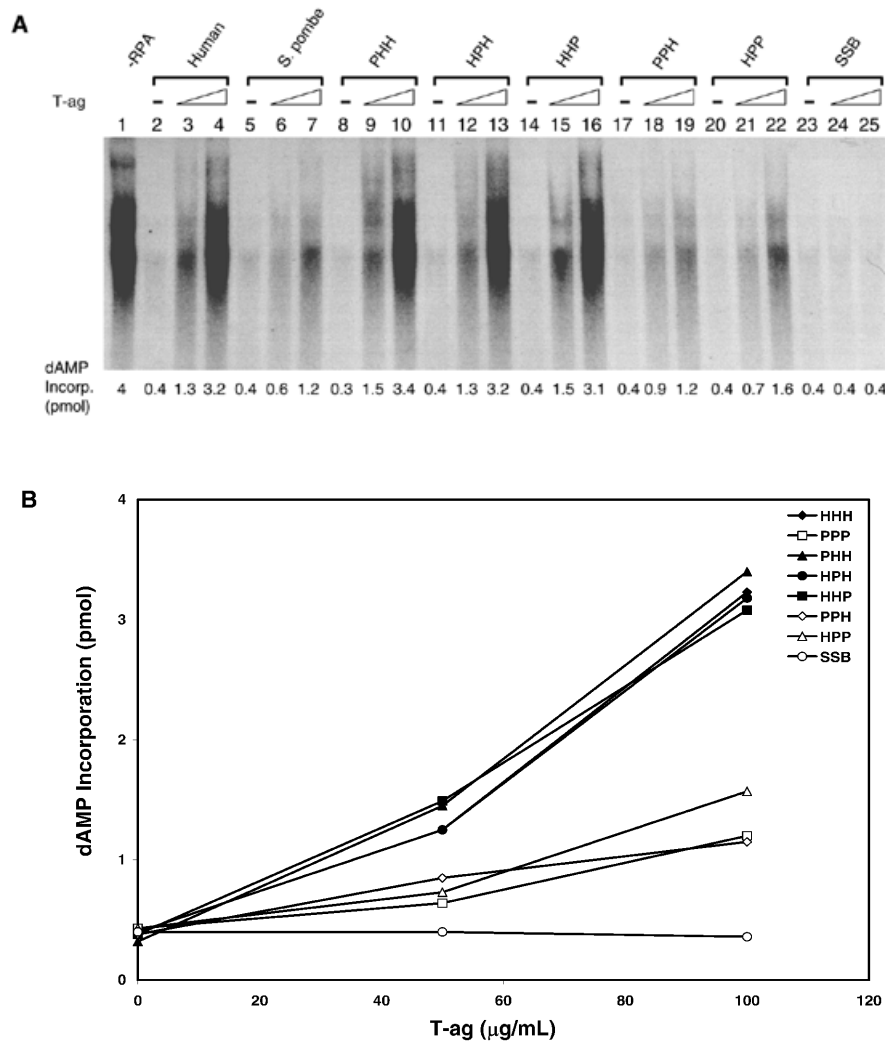 A
-RPA Human S. pombe PHH HPH HHP PPH HPP SSB
T-ag - - - - - - - -
1 2 3 4 5 6 7 8 9 10 11 12 13 14 15 16 17 18 19 20 21 22 23 24 25
dAMP
Incorp.
(pmol)
4 0.4 1.3 3.2 0.4 0.6 1.2 0.3 1.5 3.4 0.4 1.3 3.2 0.4 1.5 3.1 0.4 0.9 1.2 0.4 0.7 1.6 0.4 0.4 0.4
B
4
3
2
1
0
dAMP Incorporation (pmol)
HHH
PPP
PHH
HPH
HHP
PPH
HPP
SSB
0 20 40 60 80 100 120
T-ag (µg/mL)